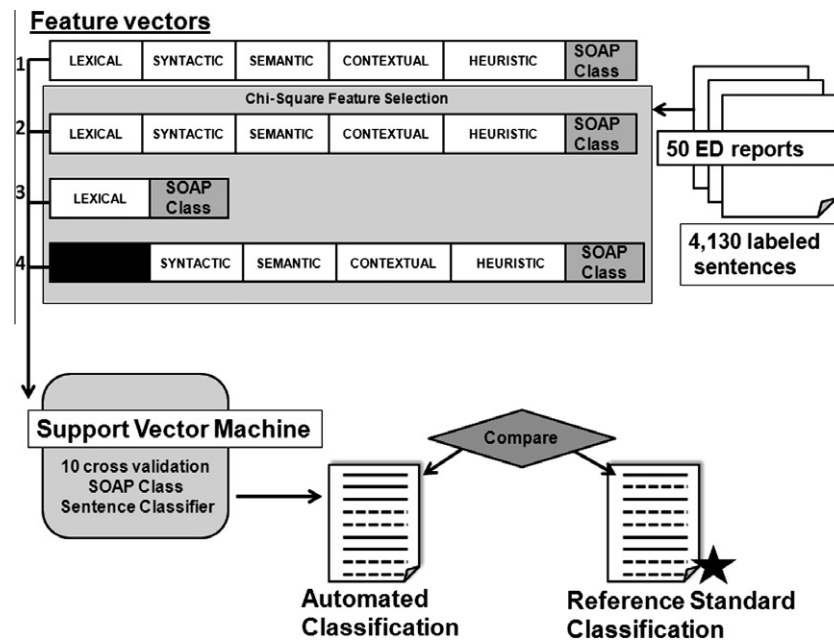 Feature vectors
1 LEXICAL SYNTACTIC SEMANTIC CONTEXTUAL HEURISTIC SOAP Class
Chi-Square Feature Selection
2 LEXICAL SYNTACTIC SEMANTIC CONTEXTUAL HEURISTIC SOAP Class
3 LEXICAL SOAP Class
4 SYNTACTIC SEMANTIC CONTEXTUAL HEURISTIC SOAP Class
50 ED reports
4,130 labeled
sentences
Support Vector Machine
10 cross validation
SOAP Class
Sentence Classifier
Compare
Automated
Classification
Reference Standard
Classification